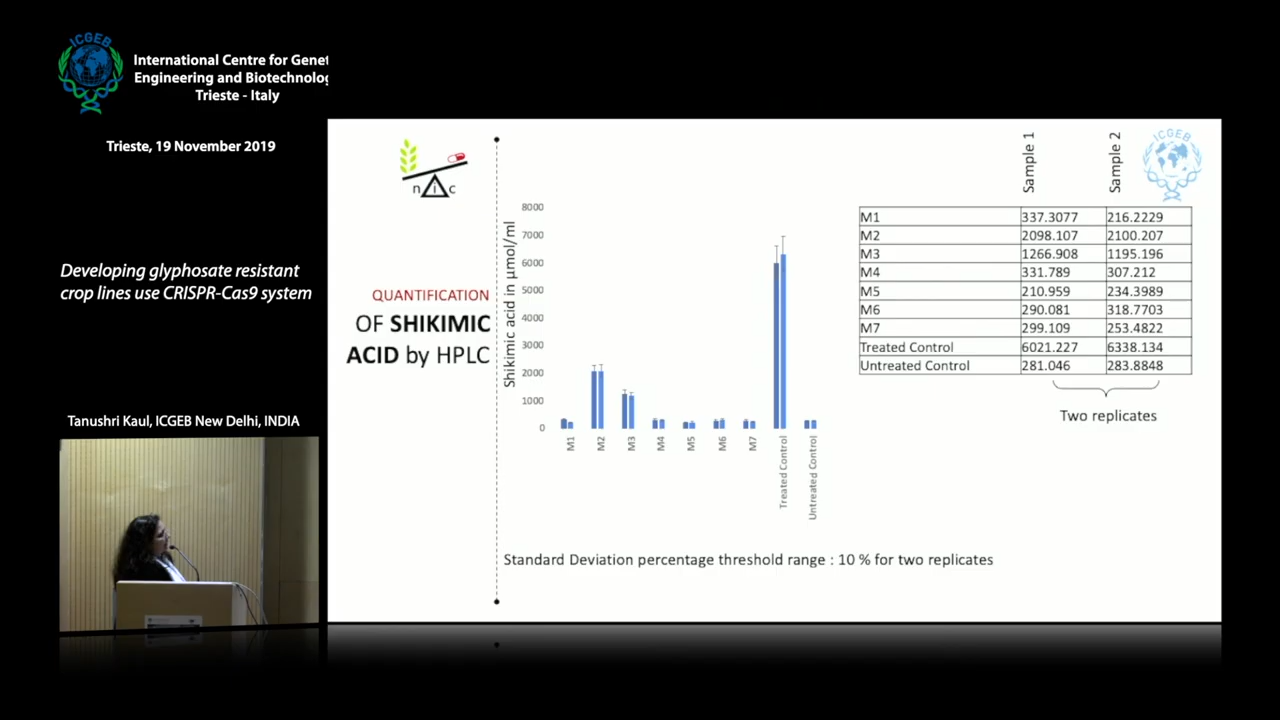 ICGEB
International Centre for Genet
Engineering and Biotechnolog
Trieste - Italy
Trieste, 19 November 2019
Developing glyphosate resistant
crop lines use CRISPR-Cas9 system
Tanushri Kaul, ICGEB New Delhi, INDIA
n i c
QUANTIFICATION
OF SHIKIMIC
ACID by HPLC
Shikimic acid in μmol/ml
8000
7000
6000
5000
4000
3000
2000
1000
0
M1
M2
M3
M4
M5
M6
M7
Treated Control
Untreated Control
Sample 1
Sample 2
ICGEB
M1 337.3077 216.2229
M2 2098.107 2100.207
M3 1266.908 1195.196
M4 331.789 307.212
M5 210.959 234.3989
M6 290.081 318.7703
M7 299.109 253.4822
Treated Control 6021.227 6338.134
Untreated Control 281.046 283.8848
Two replicates
Standard Deviation percentage threshold range : 10 % for two replicates